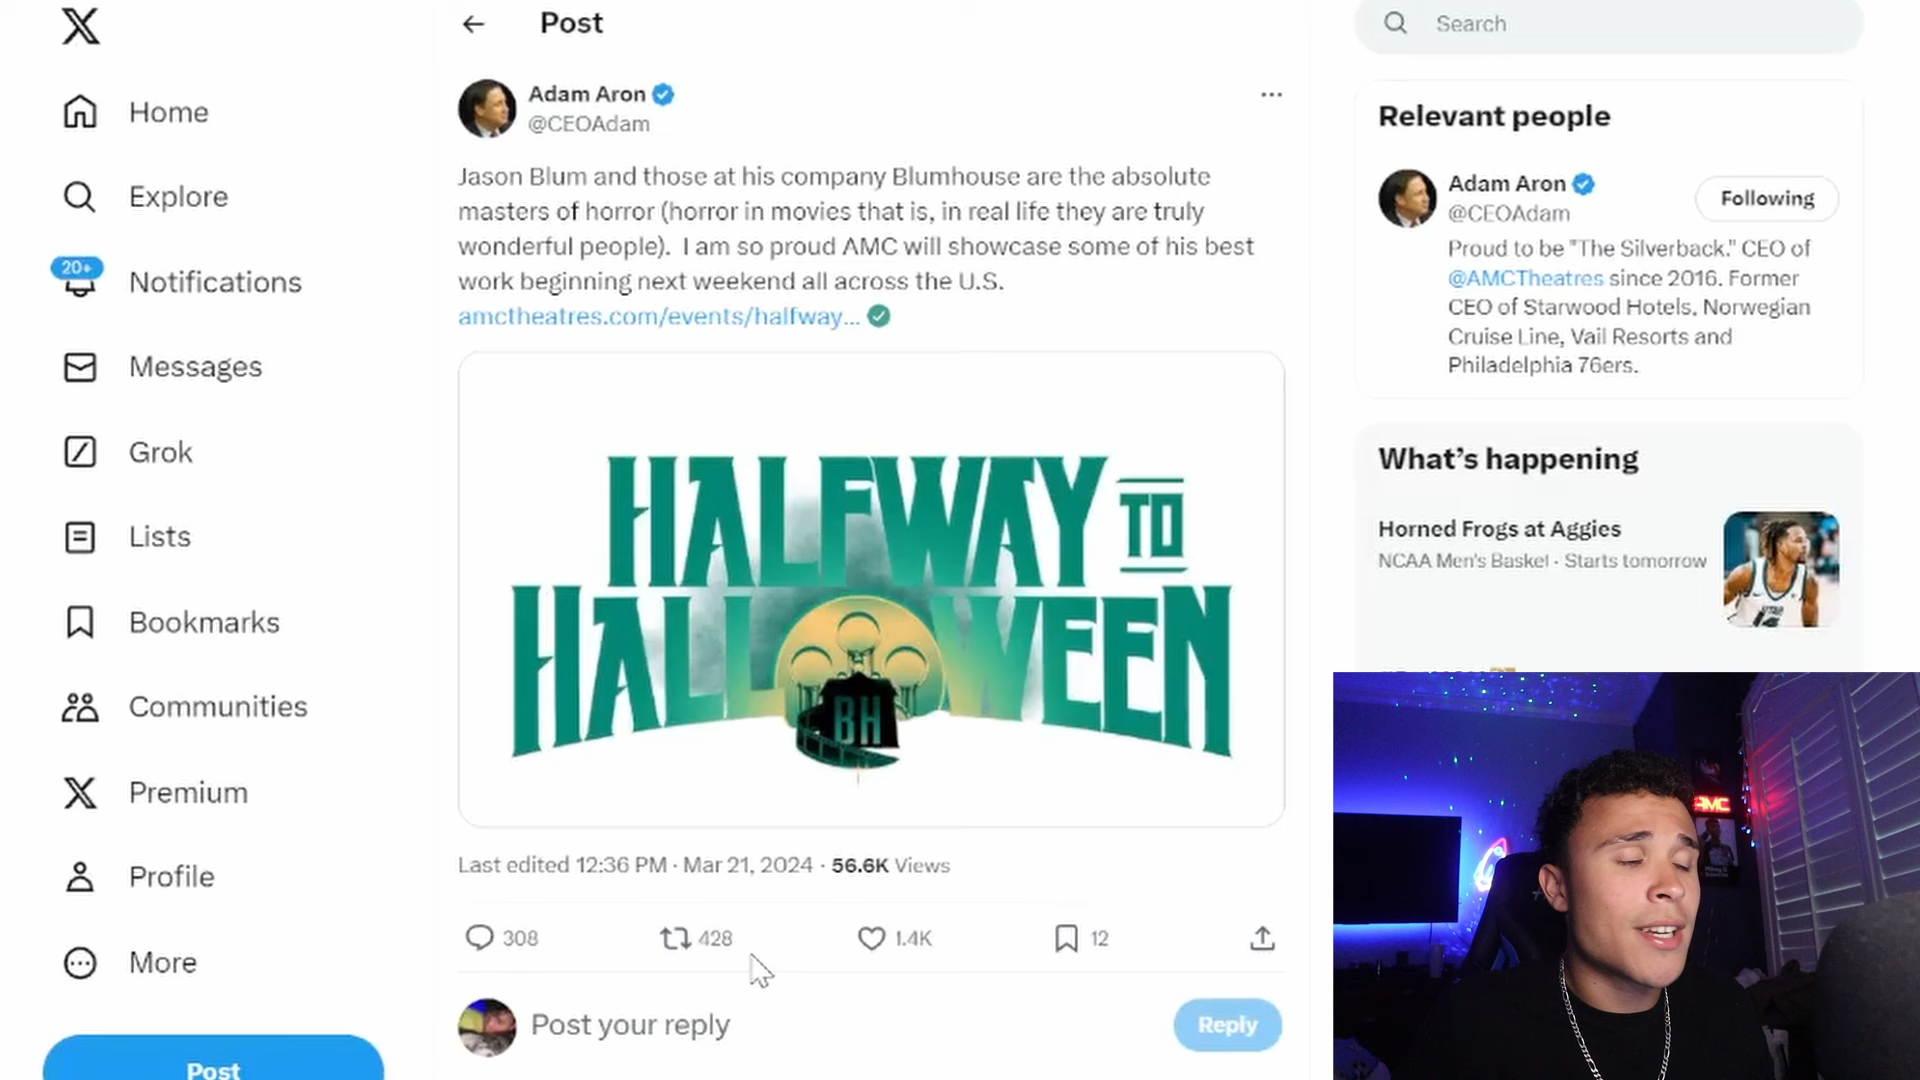 Home
Explore
20+
Notifications
Messages
Grok
Lists
Bookmarks
Communities
Premium
Profile
More
Post
Post
Adam Aron
@CEOAdam
Jason Blum and those at his company Blumhouse are the absolute
masters of horror (horror in movies that is, in real life they are truly
wonderful people). I am so proud AMC will showcase some of his best
work beginning next weekend all across the U.S.
amctheatres.com/events/halfway...
HALFWAY TO
HALLOWEEN
BH
Last edited 12:36 PM · Mar 21, 2024 · 56.6K Views
308 428 1.4K 12
Post your reply
Reply
Search
Relevant people
Adam Aron
@CEOAdam
Following
Proud to be "The Silverback." CEO of
@AMCTheatres since 2016. Former
CEO of Starwood Hotels, Norwegian
Cruise Line, Vail Resorts and
Philadelphia 76ers.
What's happening
Horned Frogs at Aggies
NCAA Men's Basket · Starts tomorrow
AMC